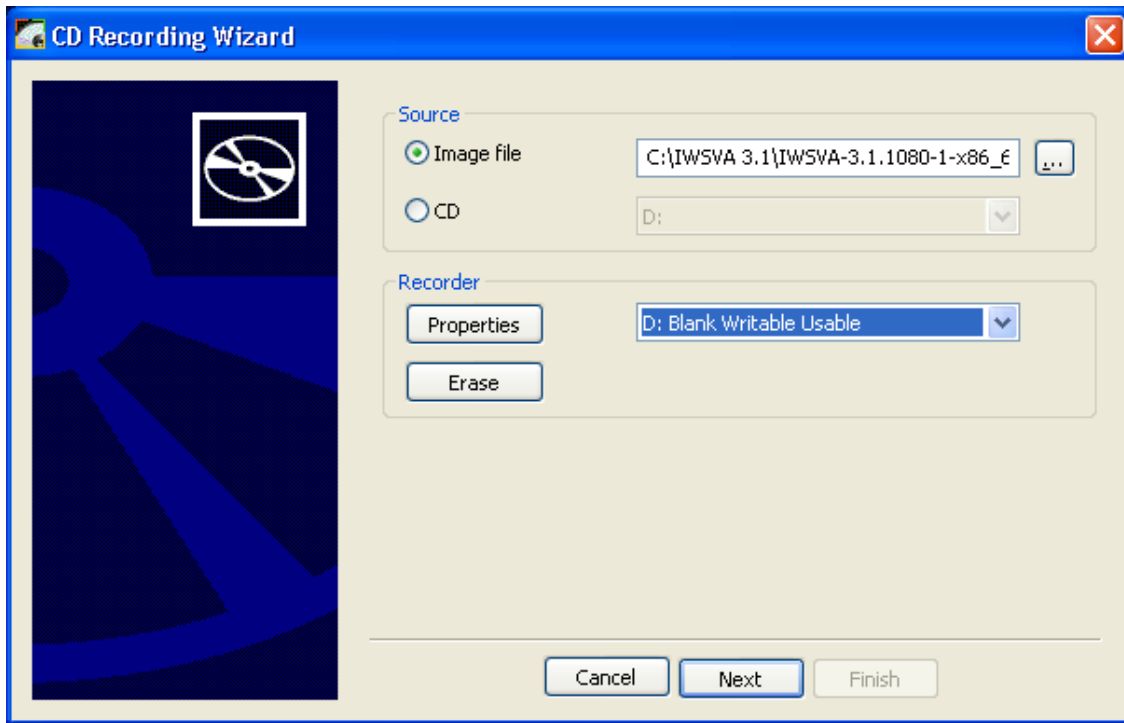 CD Recording Wizard
Source
Image file
C:\IWSVA 3.1\IWSVA-3.1.1080-1-x86_6
...
CD
D:
Recorder
Properties
D: Blank Writable Usable
Erase
Cancel
Next
Finish